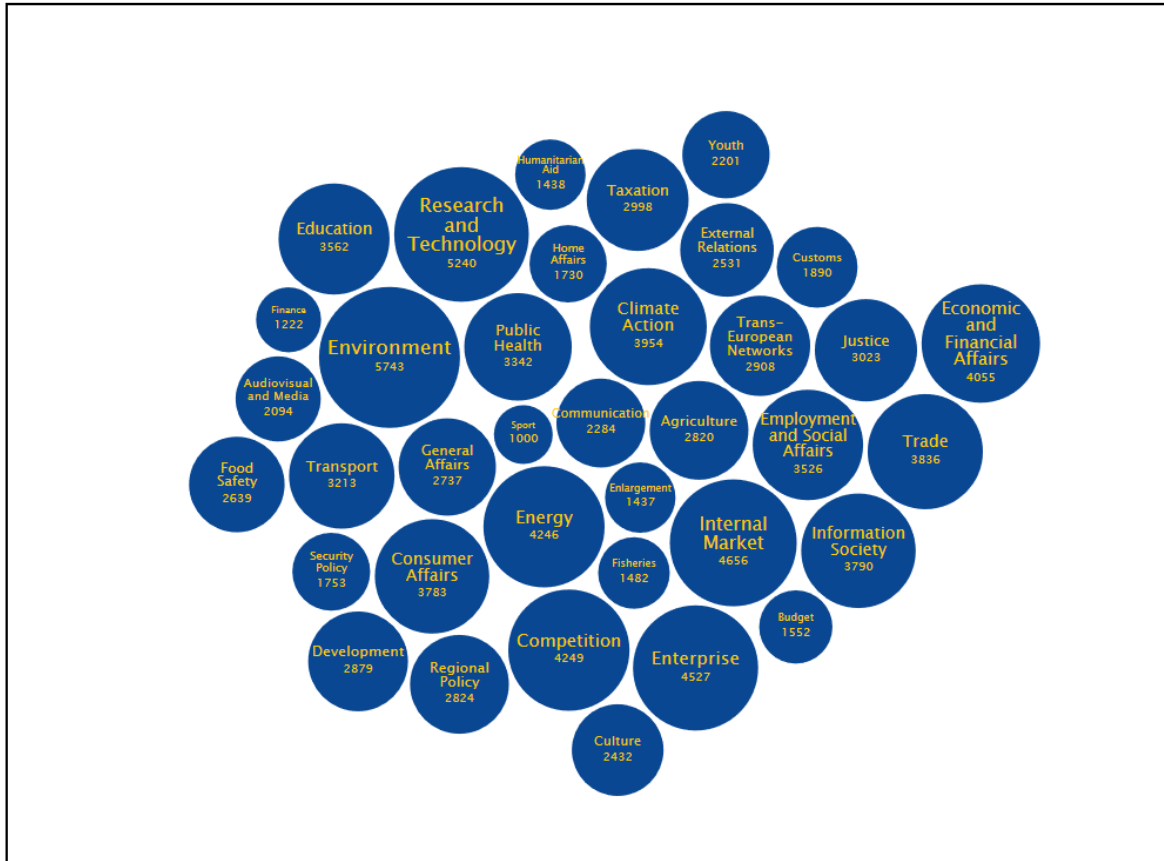 Youth
2201
Humanitarian
Aid
1438
Taxation
2998
Research
and
Technology
5240
Education
3562
External
Relations
2531
Home
Affairs
1730
Customs
1890
Finance
1222
Climate
Action
3954
Economic
and
Financial
Affairs
4055
Environment
5743
Public
Health
3342
Trans-
European
Networks
2908
Justice
3023
Audiovisual
and Media
2094
Communication
2284
Agriculture
2820
Employment
and Social
Affairs
3526
Trade
3836
Sport
1000
General
Affairs
2737
Transport
3213
Food
Safety
2639
Enlargement
1437
Energy
4246
Internal
Market
4656
Information
Society
3790
Security
Policy
1753
Consumer
Affairs
3783
Fisheries
1482
Budget
1552
Development
2879
Regional
Policy
2824
Competition
4249
Enterprise
4527
Culture
2432